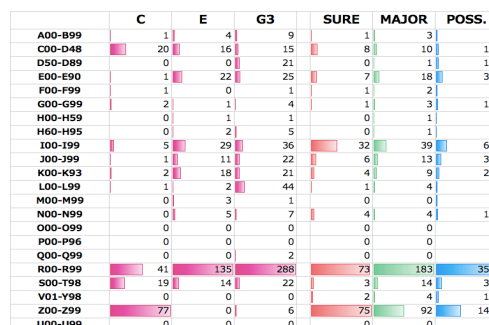 C E G3 SURE MAJOR POSS.
A00-B99 1 4 9 1 3
C00-D48 20 16 15 8 10 1
D50-D89 0 0 21 0 1 1
E00-E90 1 22 25 7 18 3
F00-F99 0 0 1 1 2
G00-G99 2 1 4 1 3 1
H00-H59 0 1 1 0 1
H60-H95 0 2 5 0 1
I00-I99 5 29 36 32 39 6
J00-J99 1 11 22 6 13 3
K00-K93 2 18 21 4 9 2
L00-L99 1 2 44 1 4
M00-M99 0 3 1 0 0
N00-N99 0 5 7 4 4 1
O00-O99 0 0 0 0 0
P00-P96 0 0 0 0 0
Q00-Q99 0 0 2 0 0
R00-R99 41 135 288 73 183 35
S00-T98 19 14 22 3 14 3
V01-Y98 0 0 0 2 4 1
Z00-Z99 77 0 6 75 92 14